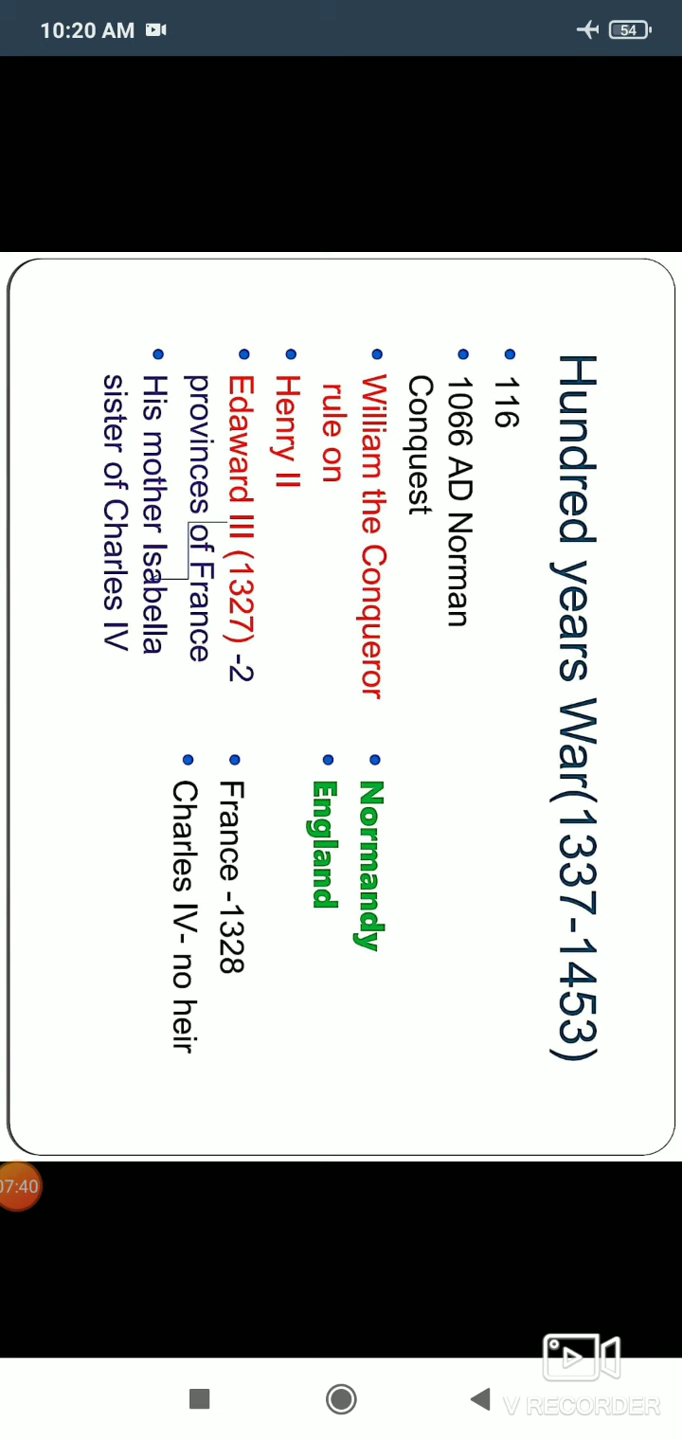 10:20 AM
54
Hundred years War(1337-1453)
116
1066 AD Norman
Conquest
William the Conqueror
rule on
Henry II
Edaward III (1327) -2
provinces of France
His mother Isabella
sister of Charles IV
Normandy
England
France -1328
Charles IV- no heir
07:40
V RECORDER